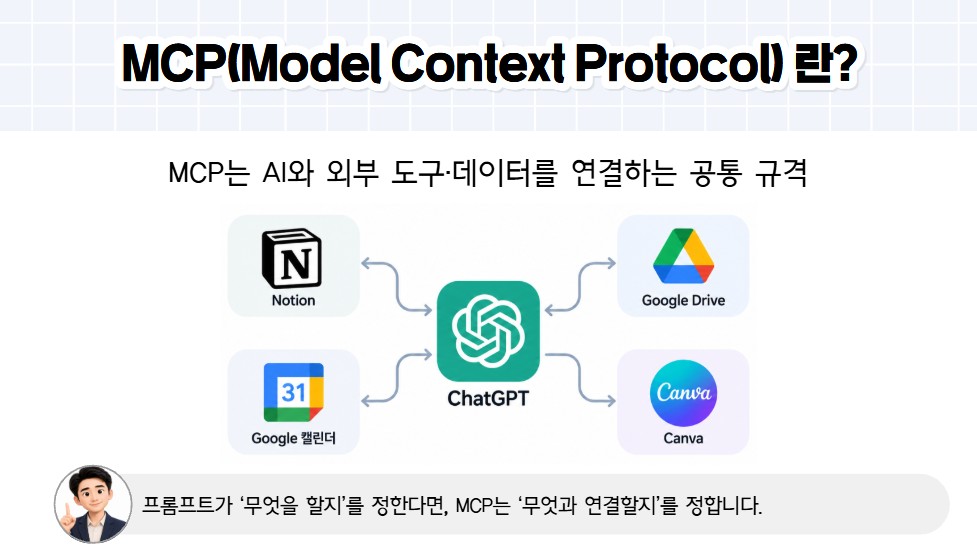 MCP(Model Context Protocol) 란?
MCP는 AI와 외부 도구·데이터를 연결하는 공통 규격
N
Notion
Google Drive
ChatGPT
31
Google 캘린더
Canva
Canva
프롬프트가 ‘무엇을 할지’를 정한다면, MCP는 ‘무엇과 연결할지’를 정합니다.